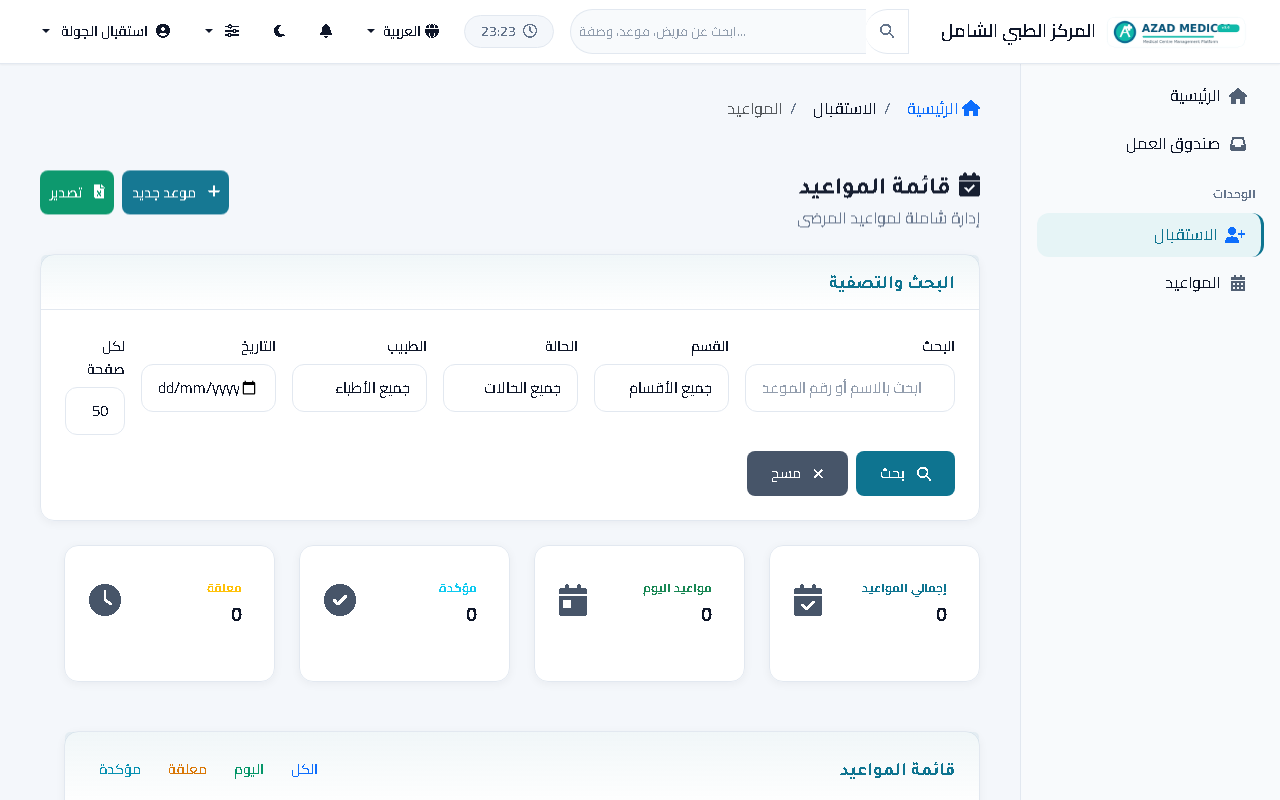 AZAD MEDIC
Medical Centre Management Platform
المركز الطبي الشامل
ابحث عن مريض، موعد، وصفة...
23:23
العربية
استقبال الجولة
الرئيسية
صندوق العمل
الوحدات
الاستقبال
المواعيد
الرئيسية / الاستقبال / المواعيد
قائمة المواعيد
إدارة شاملة لمواعيد المرضى
موعد جديد
تصدير
البحث والتصفية
البحث
القسم
الحالة
الطبيب
التاريخ
لكل صفحة
ابحث بالاسم أو رقم الموعد
جميع الأقسام
جميع الحالات
جميع الأطباء
dd/mm/yyyy
50
بحث
مسح
إجمالي المواعيد
0
مواعيد اليوم
0
مؤكدة
0
معلقة
0
قائمة المواعيد
الكل
اليوم
معلقة
مؤكدة